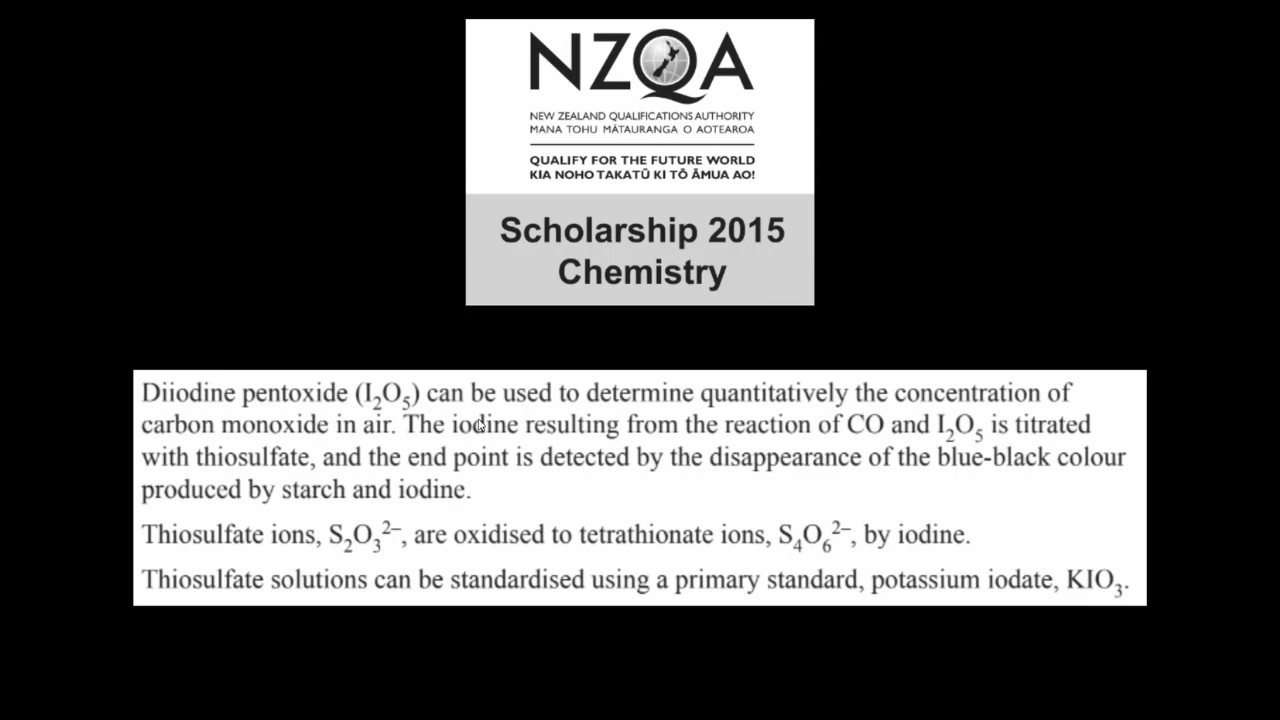 NZQA
NEW ZEALAND QUALIFICATIONS AUTHORITY
MANA TOHU MĀTAURANGA O AOTEAROA
QUALIFY FOR THE FUTURE WORLD
KIA NOHO TAKATŪ KI TŌ ĀMUA AO!
Scholarship 2015
Chemistry
Diiodine pentoxide (I₂O₅) can be used to determine quantitatively the concentration of
carbon monoxide in air. The iodine resulting from the reaction of CO and I₂O₅ is titrated
with thiosulfate, and the end point is detected by the disappearance of the blue-black colour
produced by starch and iodine.
Thiosulfate ions, S₂O₃²⁻, are oxidised to tetrathionate ions, S₄O₆²⁻, by iodine.
Thiosulfate solutions can be standardised using a primary standard, potassium iodate, KIO₃.